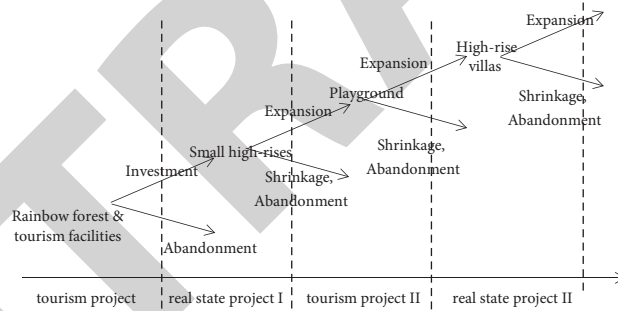 Expansion
High-rise
villas
Expansion
Playground
Shrinkage,
Abandonment
Expansion
Shrinkage,
Abandonment
Small high-rises
Investment
Shrinkage,
Abandonment
Rainbow forest &
tourism facilities
Abandonment
tourism project
real state project I
tourism project II
real state project II
TRA